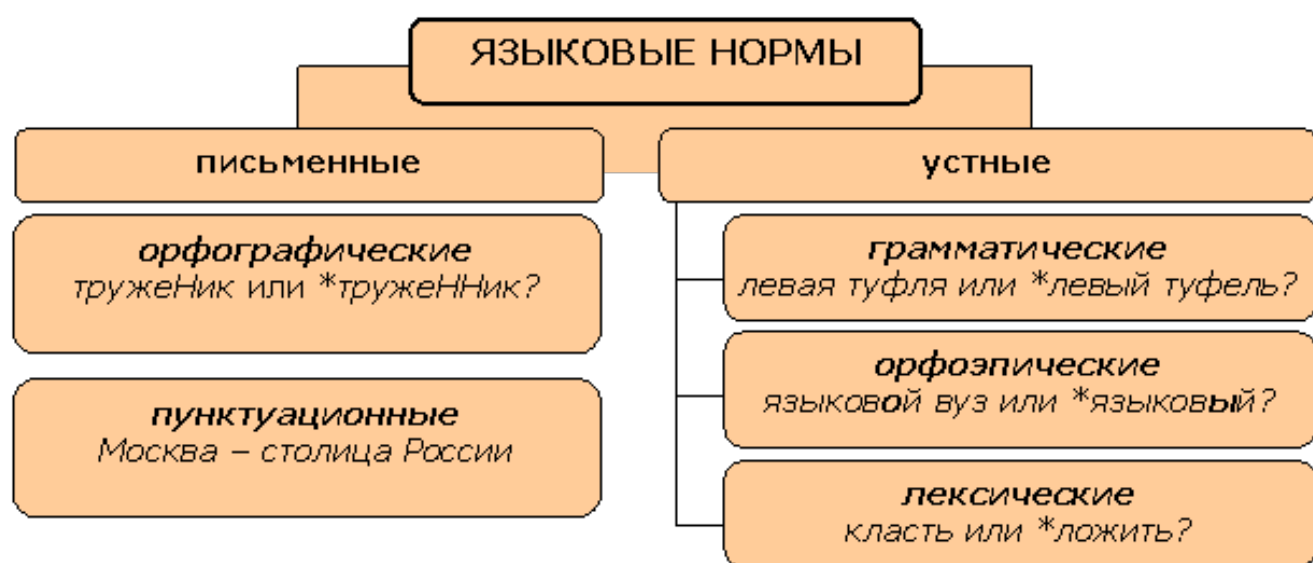 ЯЗЫКОВЫЕ НОРМЫ
письменные
орфографические
тружеНик или *тружеННик?
пунктуационные
Москва – столица России
устные
грамматические
левая туфля или *левый туфель?
орфоэпические
языковой вуз или *языковый?
лексические
класть или *ложить?